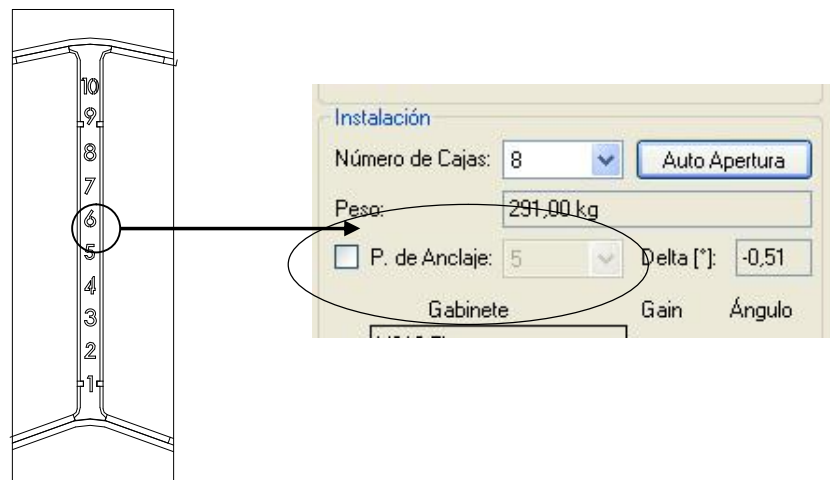 10
9
8
7
6
5
4
3
2
1
Instalación
Número de Cajas: 8 Auto Apertura
Peso: 291,00 kg
P. de Anclaje: 5 Delta [°]: -0,51
Gabinete Gain Ángulo